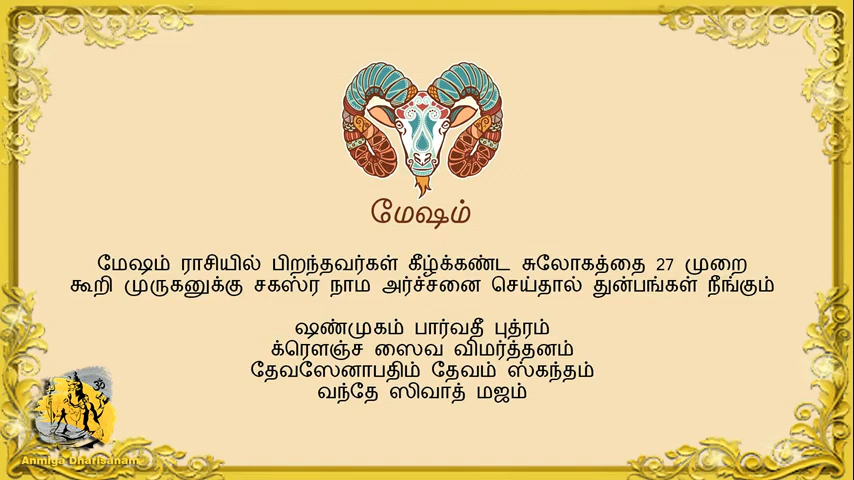 மேஷம்
மேஷம் ராசியில் பிறந்தவர்கள் கீழ்க்கண்ட சுலோகத்தை 27 முறை
கூறி முருகனுக்கு சகஸ்ர நாம அர்ச்சனை செய்தால் துன்பங்கள் நீங்கும்
ஷண்முகம் பார்வதீ புத்ரம்
க்ரௌஞ்ச ஸைவ விமர்த்தனம்
தேவஸேனாபதிம் தேவம் ஸ்கந்தம்
வந்தே ஸிவாத் மஜம்
ஓம்
Anmiga Dharisanam